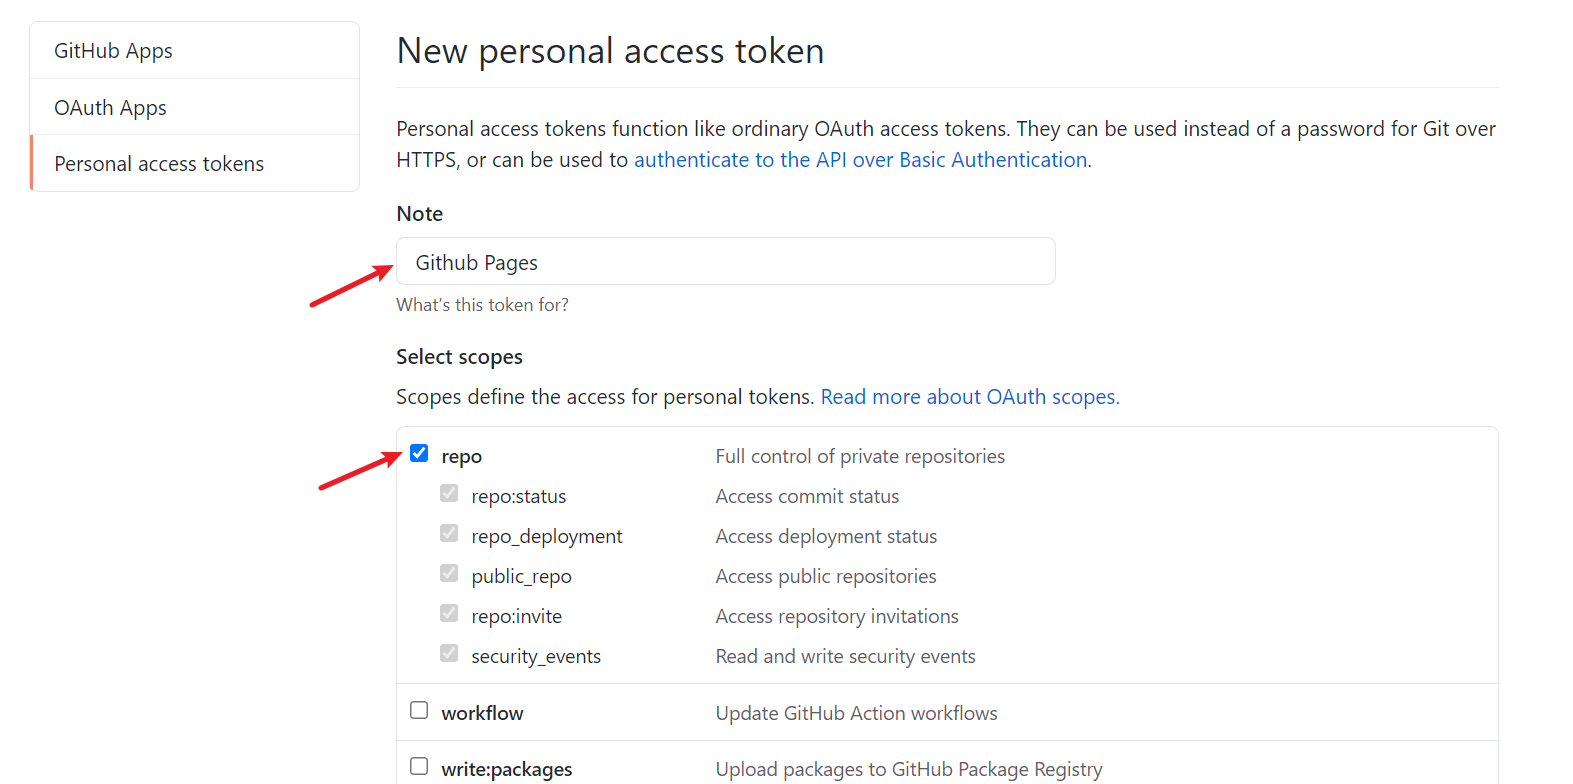 GitHub Apps
OAuth Apps
Personal access tokens
New personal access token
Personal access tokens function like ordinary OAuth access tokens. They can be used instead of a password for Git over
HTTPS, or can be used to authenticate to the API over Basic Authentication.
Note
Github Pages
What's this token for?
Select scopes
Scopes define the access for personal tokens. Read more about OAuth scopes.
repo Full control of private repositories
repo:status Access commit status
repo_deployment Access deployment status
public_repo Access public repositories
repo:invite Access repository invitations
security_events Read and write security events
workflow Update GitHub Action workflows
write:packages Upload packages to GitHub Package Registry